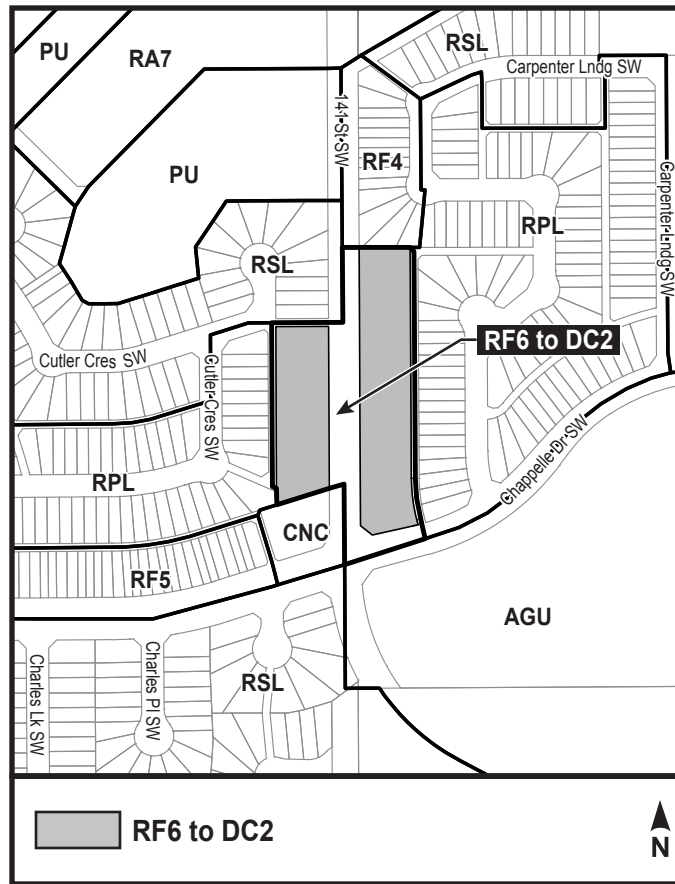 PU
RA7
RSL
Carpenter Lndg SW
141 St SW
PU
RF4
RPL
Carpenter Lndg SW
RSL
RF6 to DC2
Cutler Cres SW
Cutler Cres SW
Chappelle Dr SW
RPL
CNC
RF5
AGU
RSL
Charles Lk SW
Charles Pl SW
RF6 to DC2
N